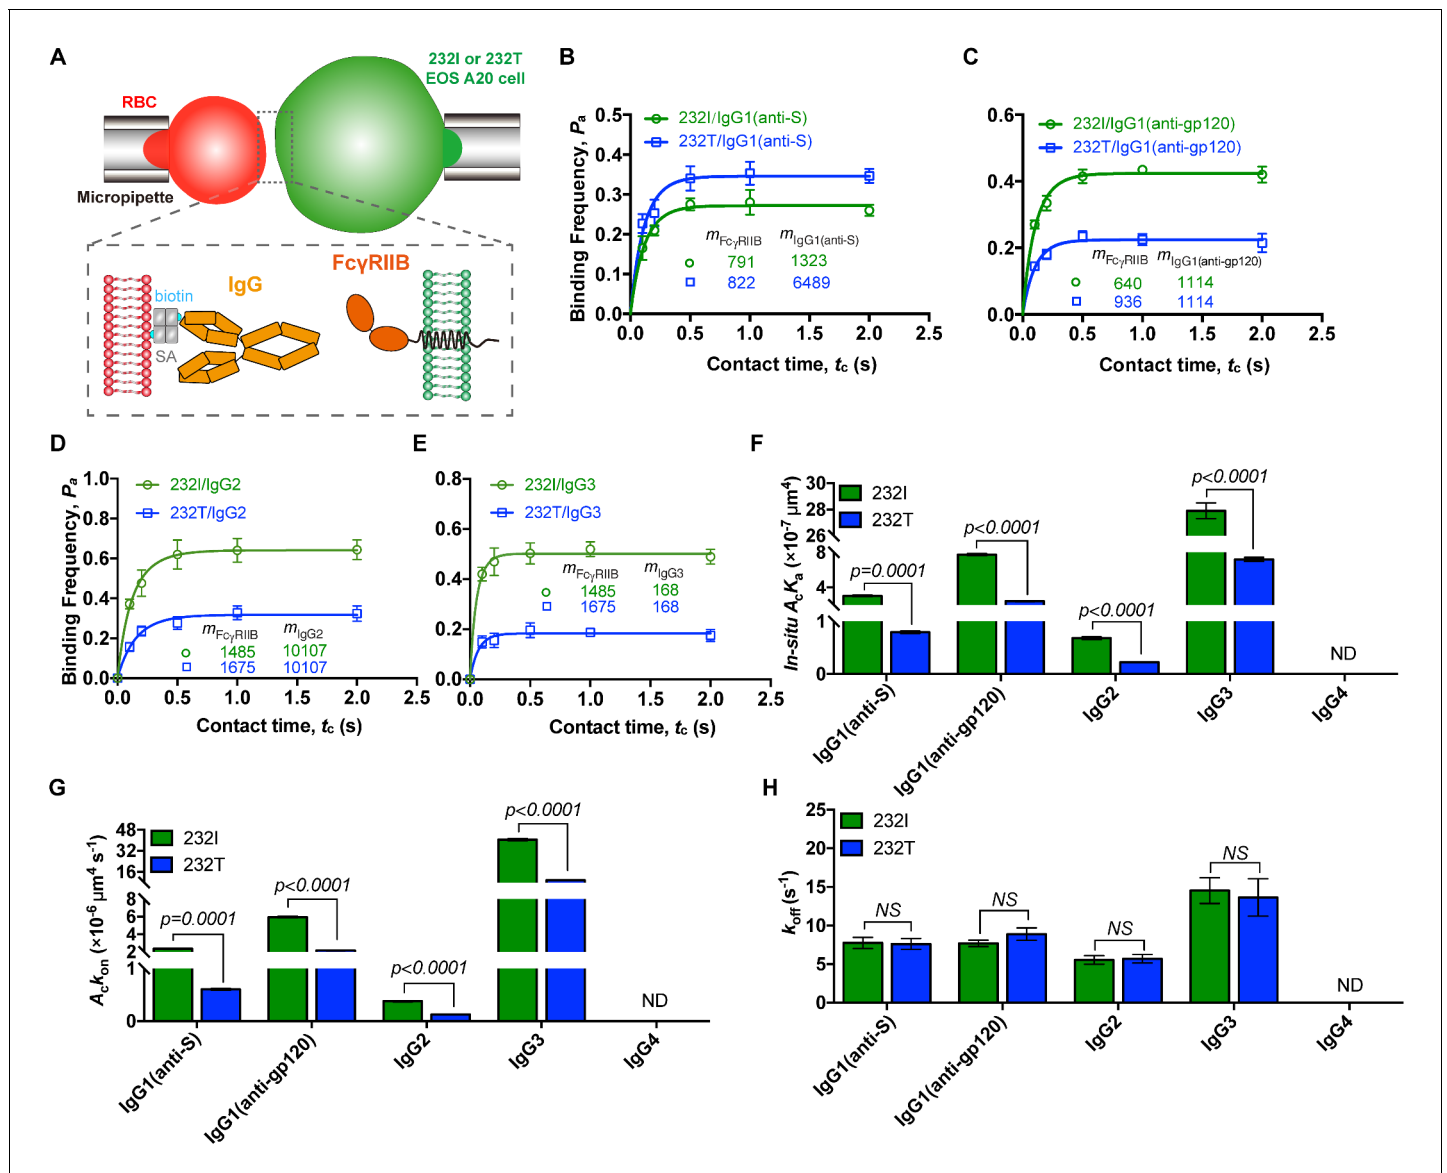 A
232I or 232T
EOS A20 cell
RBC
Micropipette
FcγRIIB
biotin
IgG
SA
B
232I/IgG1(anti-S)
232T/IgG1(anti-S)
Binding Frequency, Pa
0.5
0.4
0.3
0.2
0.1
0.0
mFcγRIIB mIgG1(anti-S)
791 1323
822 6489
0.0 0.5 1.0 1.5 2.0 2.5
Contact time, tc (s)
C
232I/IgG1(anti-gp120)
232T/IgG1(anti-gp120)
0.6
0.4
0.2
0.0
mFcγRIIB mIgG1(anti-gp120)
640 1114
936 1114
0.0 0.5 1.0 1.5 2.0 2.5
Contact time, tc (s)
D
232I/IgG2
232T/IgG2
Binding Frequency, Pa
1.0
0.8
0.6
0.4
0.2
0.0
mFcγRIIB mIgG2
1485 10107
1675 10107
0.0 0.5 1.0 1.5 2.0 2.5
Contact time, tc (s)
E
232I/IgG3
232T/IgG3
0.8
0.6
0.4
0.2
0.0
mFcγRIIB mIgG3
1485 168
1675 168
0.0 0.5 1.0 1.5 2.0 2.5
Contact time, tc (s)
F
In-situ AcKa (×10⁻⁷ μm⁴)
30
28
26
8
4
1
0
232I
232T
p=0.0001
p<0.0001
p<0.0001
p<0.0001
ND
IgG1(anti-S)
IgG1(anti-gp120)
IgG2
IgG3
IgG4
G
Ackon (×10⁻⁶ μm⁴ s⁻¹)
48
32
16
8
6
4
2
1
0
232I
232T
p=0.0001
p<0.0001
p<0.0001
p<0.0001
ND
IgG1(anti-S)
IgG1(anti-gp120)
IgG2
IgG3
IgG4
H
koff (s⁻¹)
25
20
15
10
5
0
232I
232T
NS
NS
NS
NS
ND
IgG1(anti-S)
IgG1(anti-gp120)
IgG2
IgG3
IgG4